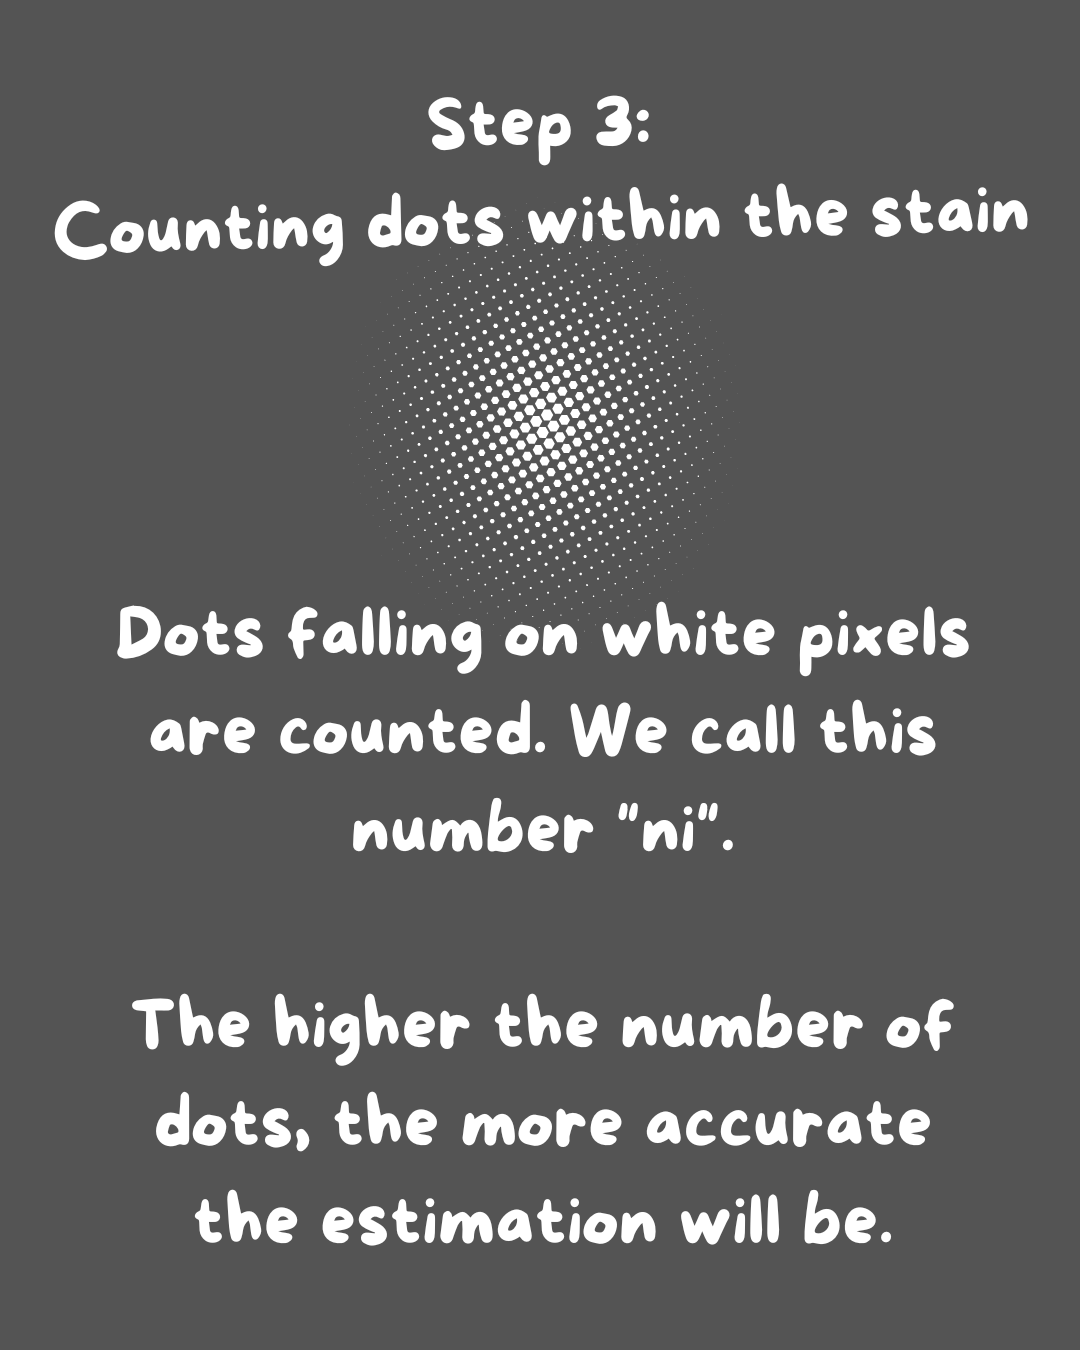 Step 3:
Counting dots within the stain
Dots falling on white pixels
are counted. We call this
number "ni".
The higher the number of
dots, the more accurate
the estimation will be.